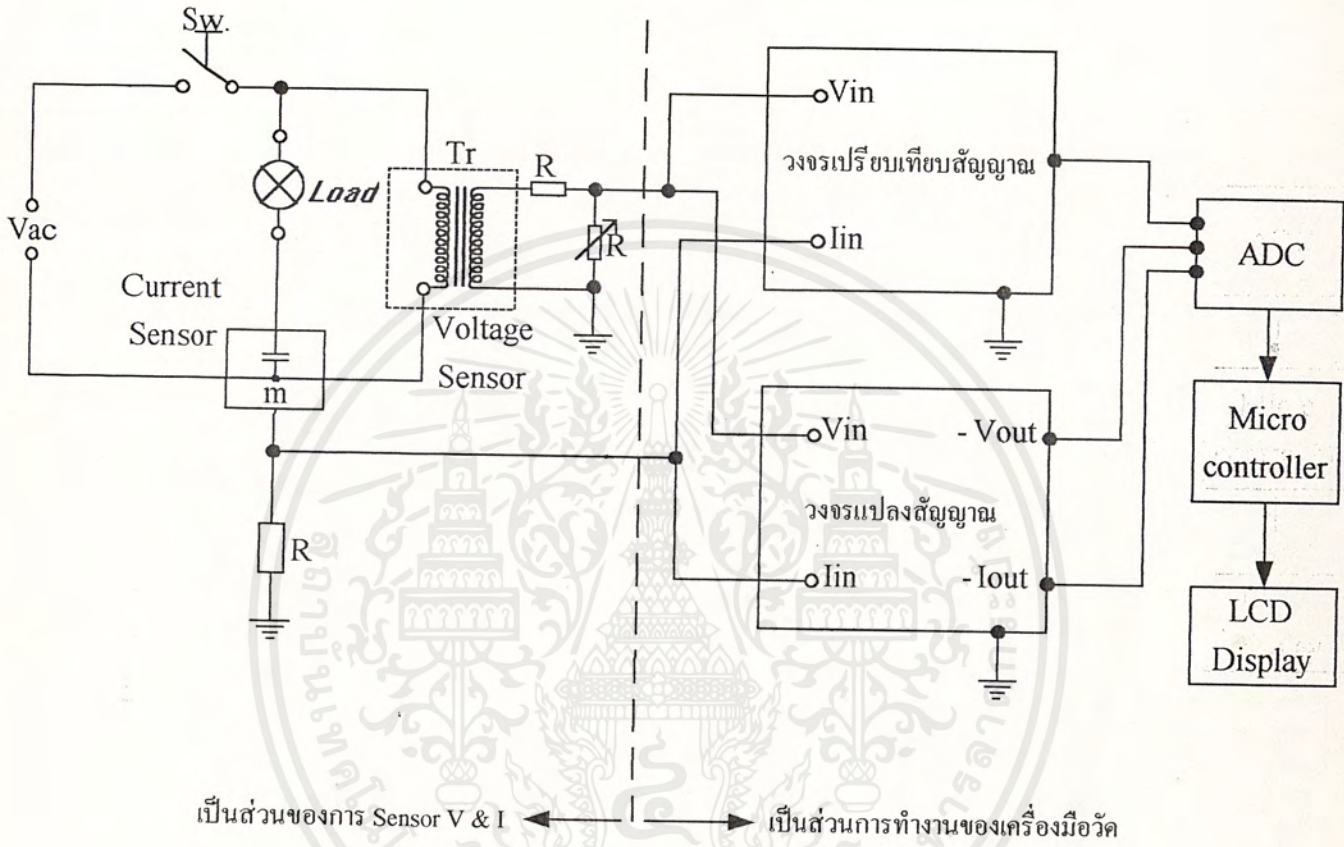 Sw.
Vac
Load
Current
Sensor
m
R
Tr
Voltage
Sensor
R
R
Vin
วงจรเปรียบเทียบสัญญาณ
Iin
Vin
- Vout
วงจรแปลงสัญญาณ
Iin
-Iout
ADC
Micro
controller
LCD
Display
เป็นส่วนของการ Sensor V & I
เป็นส่วนการทำงานของเครื่องมือวัด